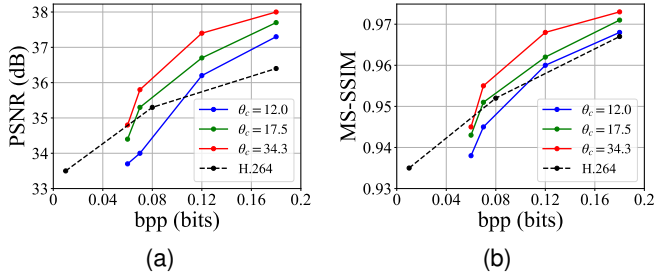 38
37
36
35
34
33
PSNR (dB)
0 0.04 0.08 0.12 0.16 0.2
bpp (bits)
θc = 12.0
θc = 17.5
θc = 34.3
H.264
(a)
0.97
0.96
0.95
0.94
0.93
MS-SSIM
0 0.04 0.08 0.12 0.16 0.2
bpp (bits)
θc = 12.0
θc = 17.5
θc = 34.3
H.264
(b)